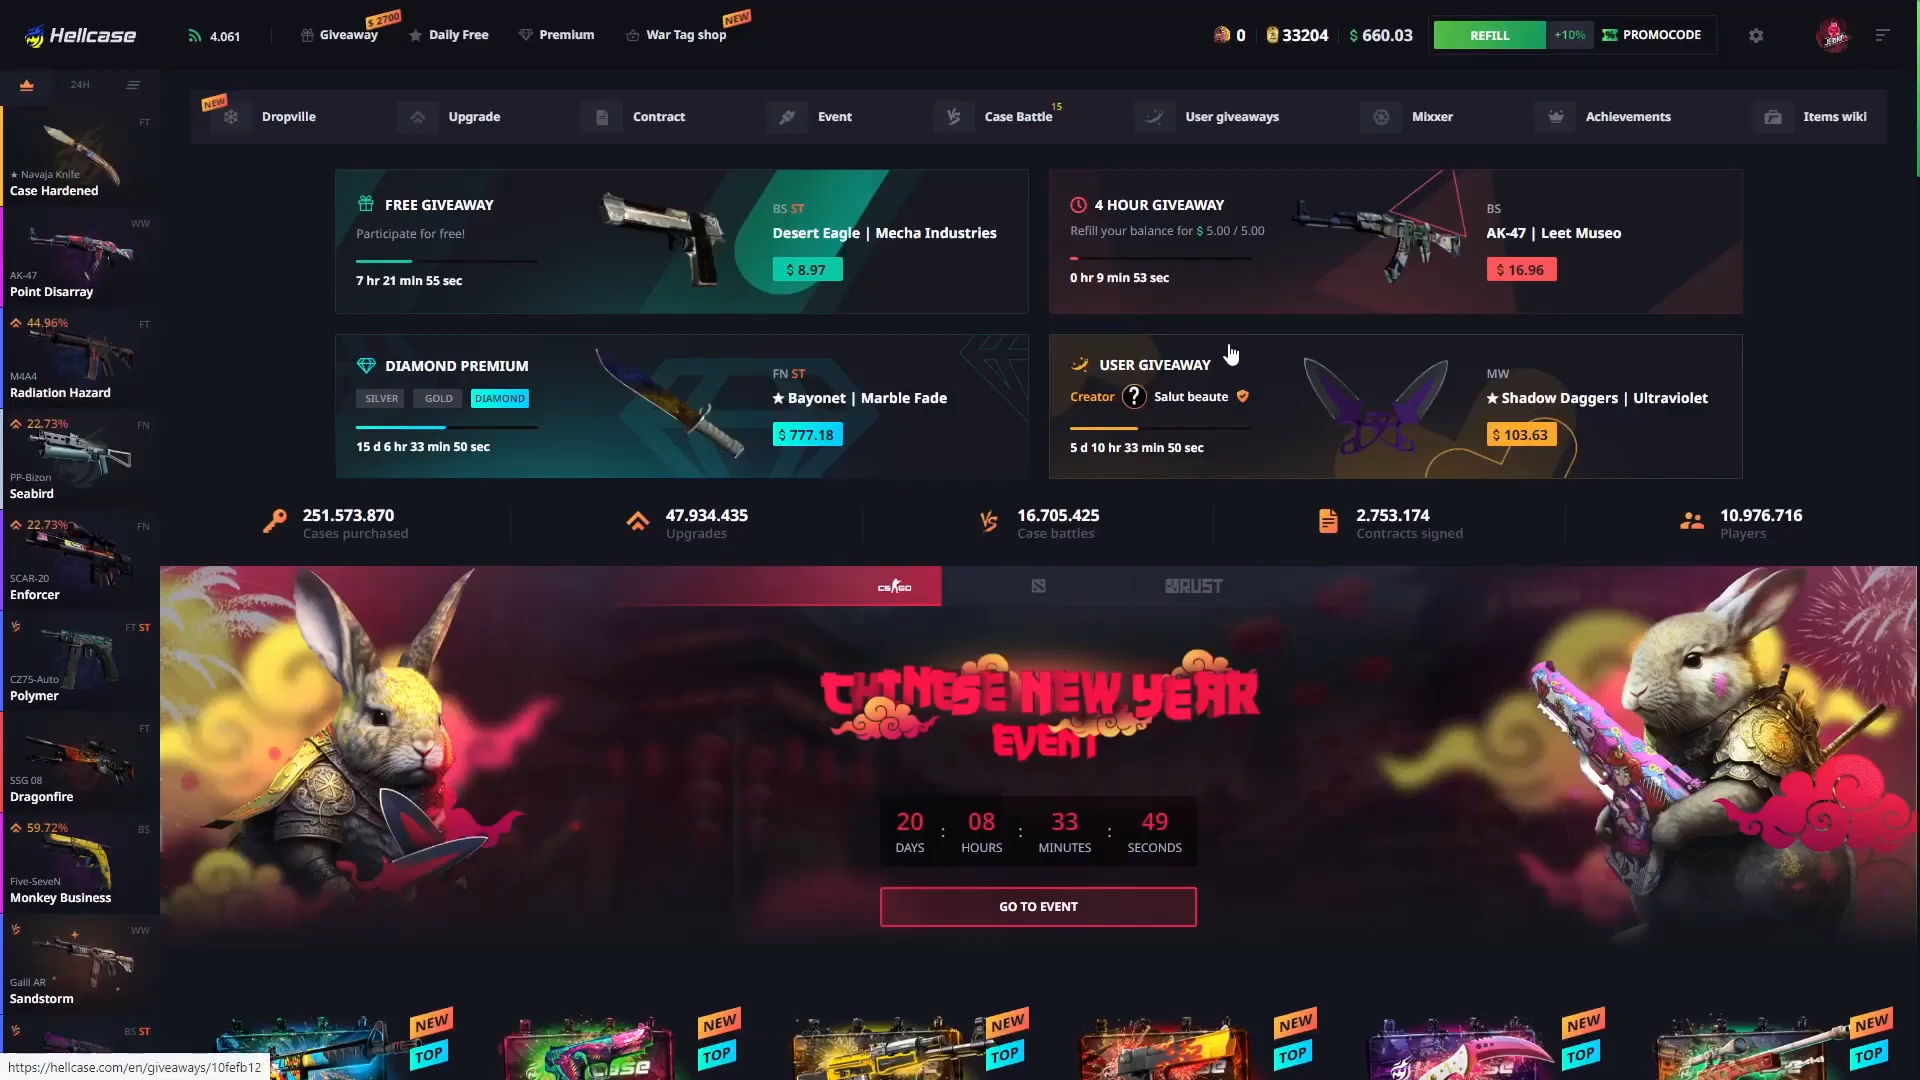 Hellcase
4.061
Giveaway
$ 2700
Daily Free
Premium
War Tag shop
NEW
0
33204
$ 660.03
REFILL
+10%
PROMOCODE
24H
NEW
Dropville
Upgrade
Contract
Event
Case Battle
15
User giveaways
Mixxer
Achievements
Items wiki
FT
★ Navaja Knife
Case Hardened
WW
AK-47
Point Disarray
44.96%
FT
M4A4
Radiation Hazard
22.73%
FN
PP-Bizon
Seabird
22.73%
FN
SCAR-20
Enforcer
FT ST
CZ75-Auto
Polymer
FT
SSG 08
Dragonfire
59.72%
BS
Five-SeveN
Monkey Business
WW
Galil AR
Sandstorm
BS ST
FREE GIVEAWAY
Participate for free!
7 hr 21 min 55 sec
BS ST
Desert Eagle | Mecha Industries
$ 8.97
4 HOUR GIVEAWAY
Refill your balance for $ 5.00 / 5.00
0 hr 9 min 53 sec
BS
AK-47 | Leet Museo
$ 16.96
DIAMOND PREMIUM
SILVER
GOLD
DIAMOND
15 d 6 hr 33 min 50 sec
FN ST
★ Bayonet | Marble Fade
$ 777.18
USER GIVEAWAY
Creator ? Salut beaute
5 d 10 hr 33 min 50 sec
MW
★ Shadow Daggers | Ultraviolet
$ 103.63
251.573.870
Cases purchased
47.934.435
Upgrades
16.705.425
Case battles
2.753.174
Contracts signed
10.976.716
Players
CS GO
RUST
CHINESE NEW YEAR
EVENT
20 : 08 : 33 : 49
DAYS HOURS MINUTES SECONDS
GO TO EVENT
NEW
TOP
NEW
TOP
NEW
TOP
NEW
TOP
NEW
TOP
NEW
TOP
https://hellcase.com/en/giveaways/10fefb12